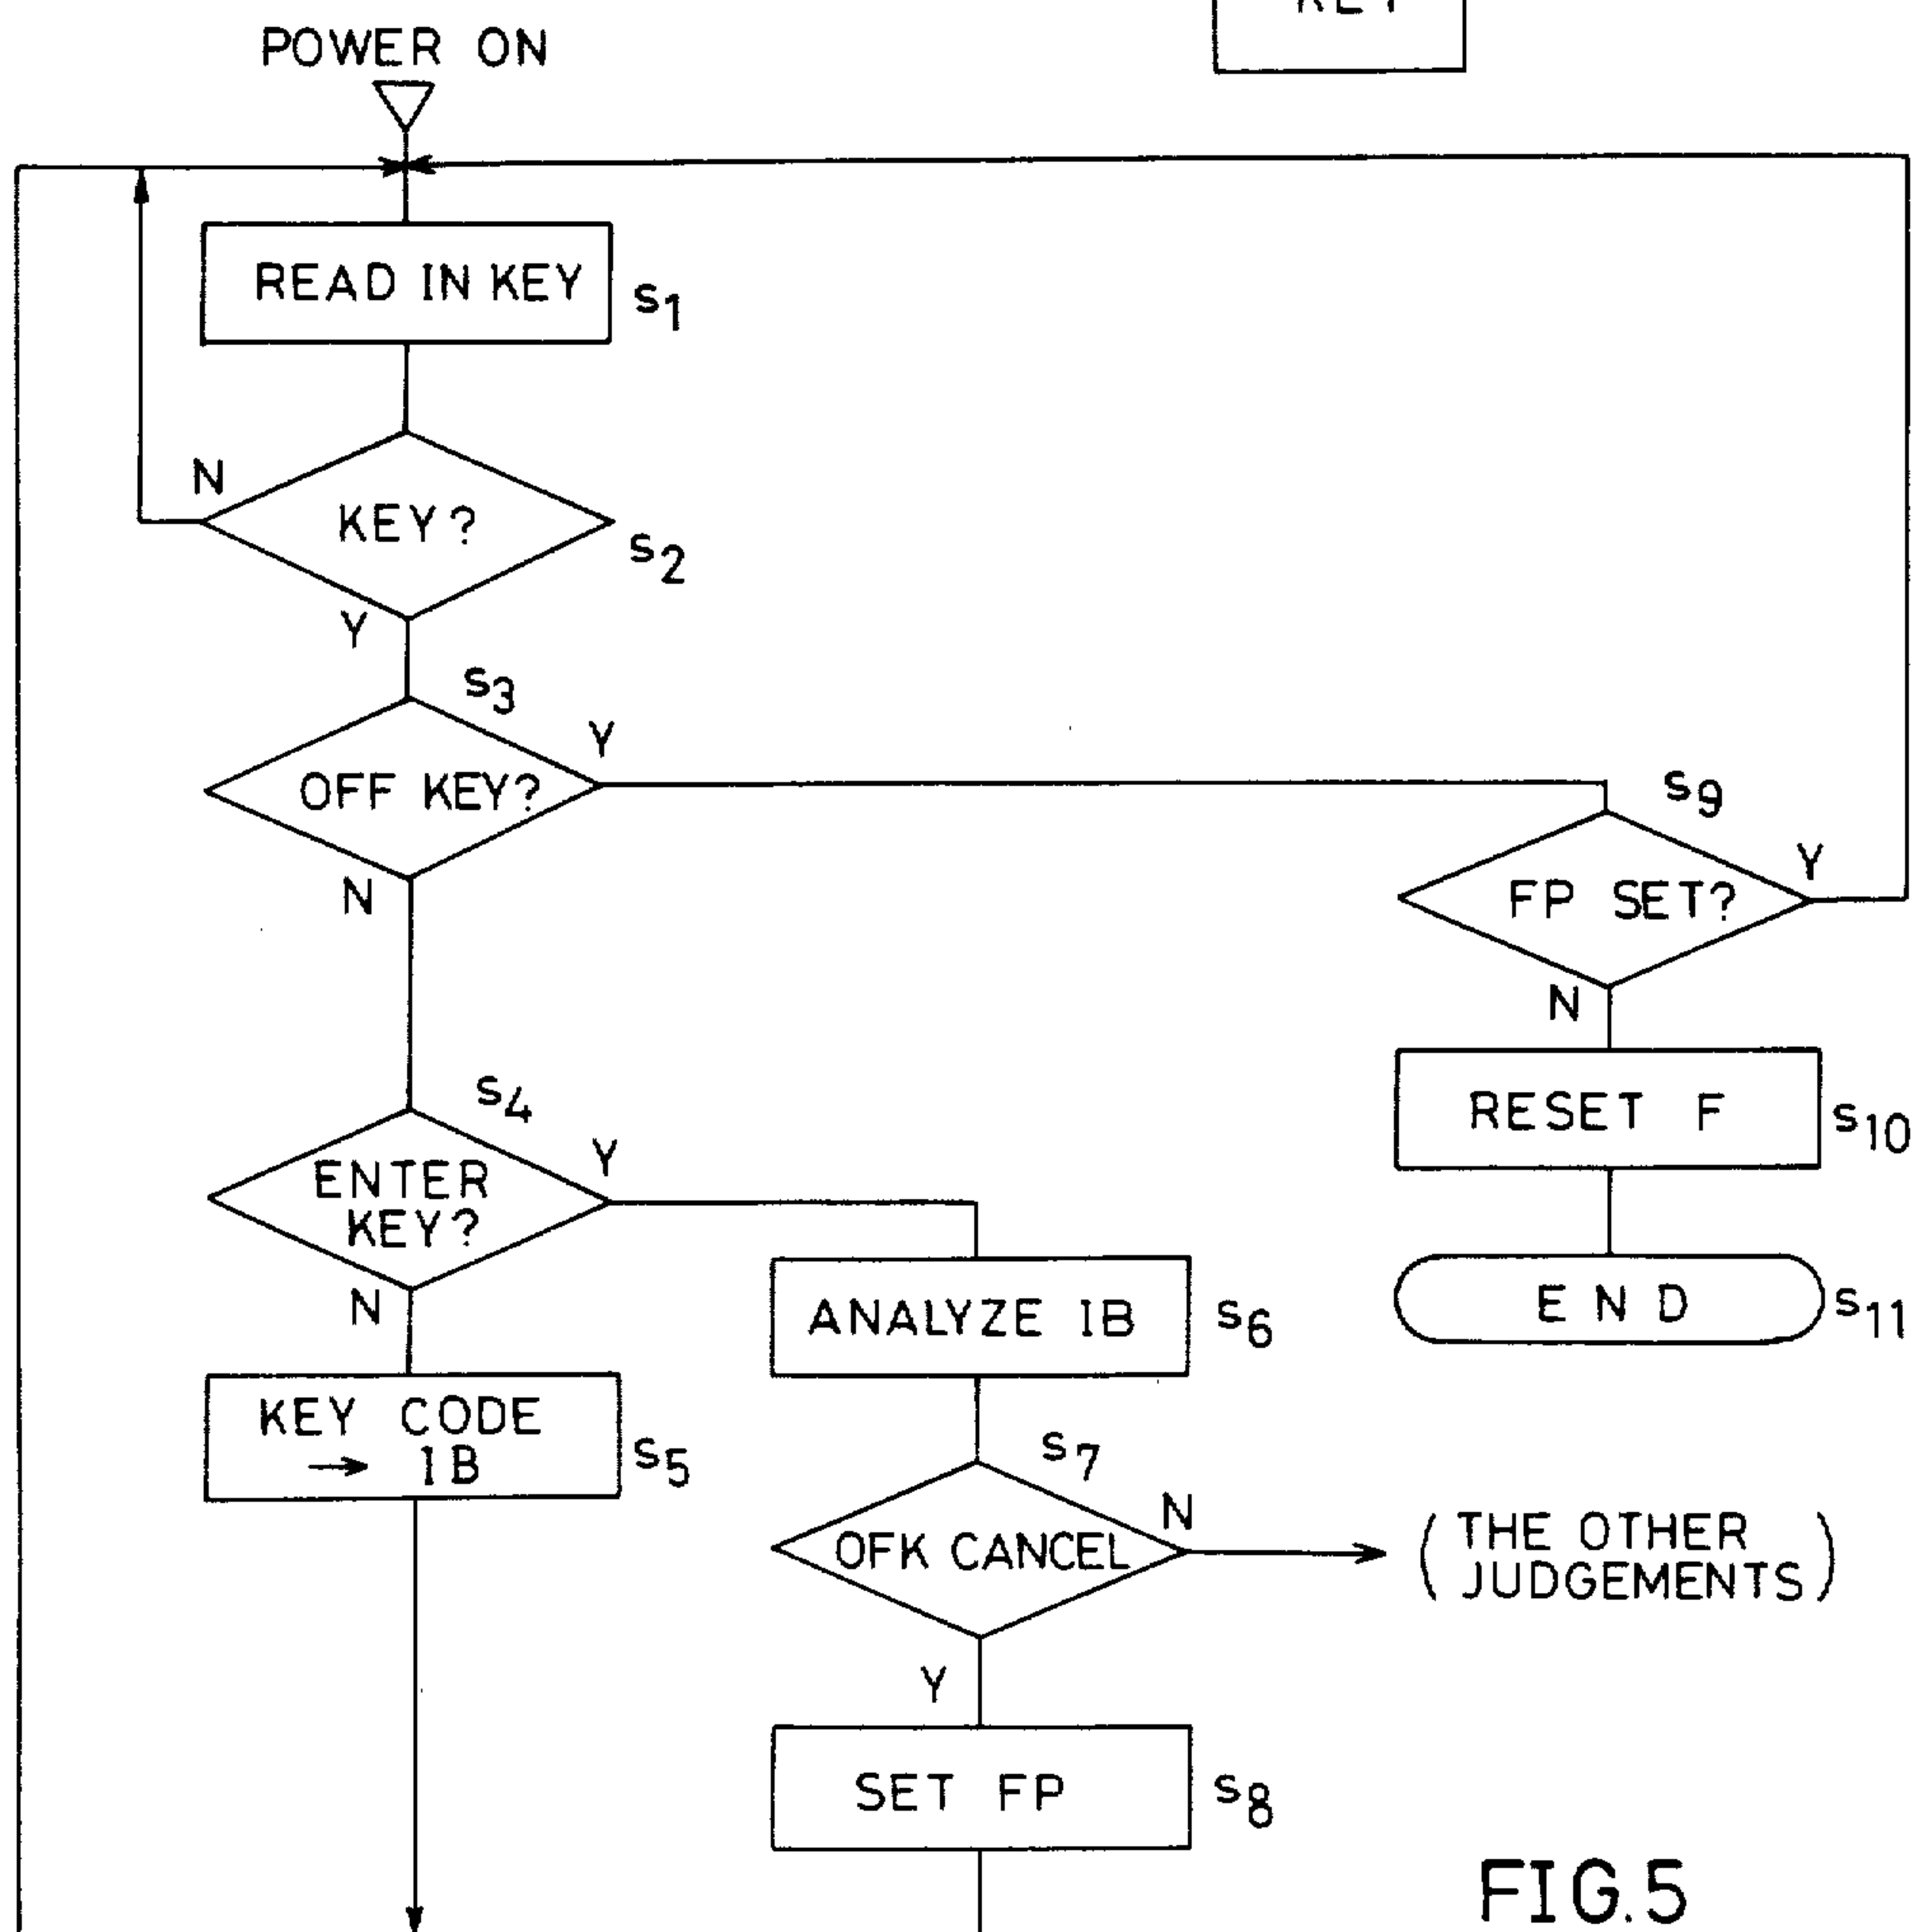 KEY
POWER ON
READ IN KEY
S1
N
KEY?
S2
Y
S3
Y
OFF KEY?
N
S9
Y
FP SET?
N
RESET F
S10
END
S11
S4
Y
ENTER
KEY?
N
ANALYZE IB
S6
KEY CODE
→ IB
S5
S7
N
OFK CANCEL
(THE OTHER
JUDGEMENTS)
Y
SET FP
S8
FIG.5